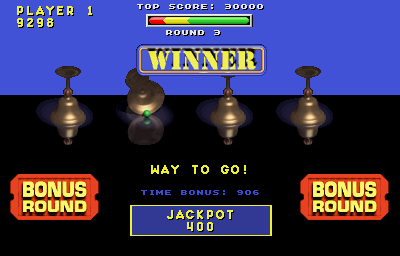 PLAYER 1
9298
TOP SCORE: 30000
ROUND 3
WINNER
WAY TO GO!
TIME BONUS: 906
BONUS
ROUND
JACKPOT
400
BONUS
ROUND